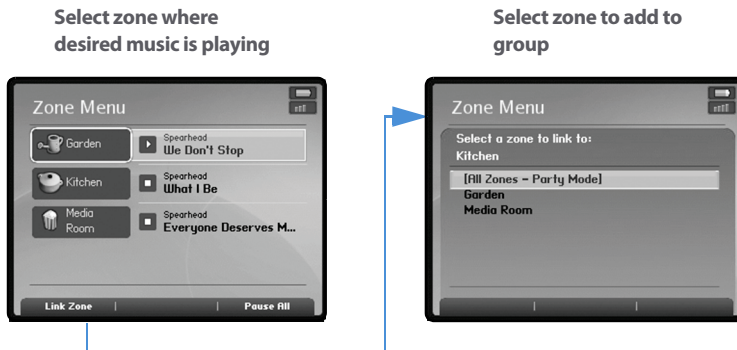 Select zone where
desired music is playing
Zone Menu
Garden
Spearhead
We Don't Stop
Kitchen
Spearhead
What I Be
Media
Room
Spearhead
Everyone Deserves M...
Link Zone
Pause All
Select zone to add to
group
Zone Menu
Select a zone to link to:
Kitchen
[All Zones - Party Mode]
Garden
Media Room